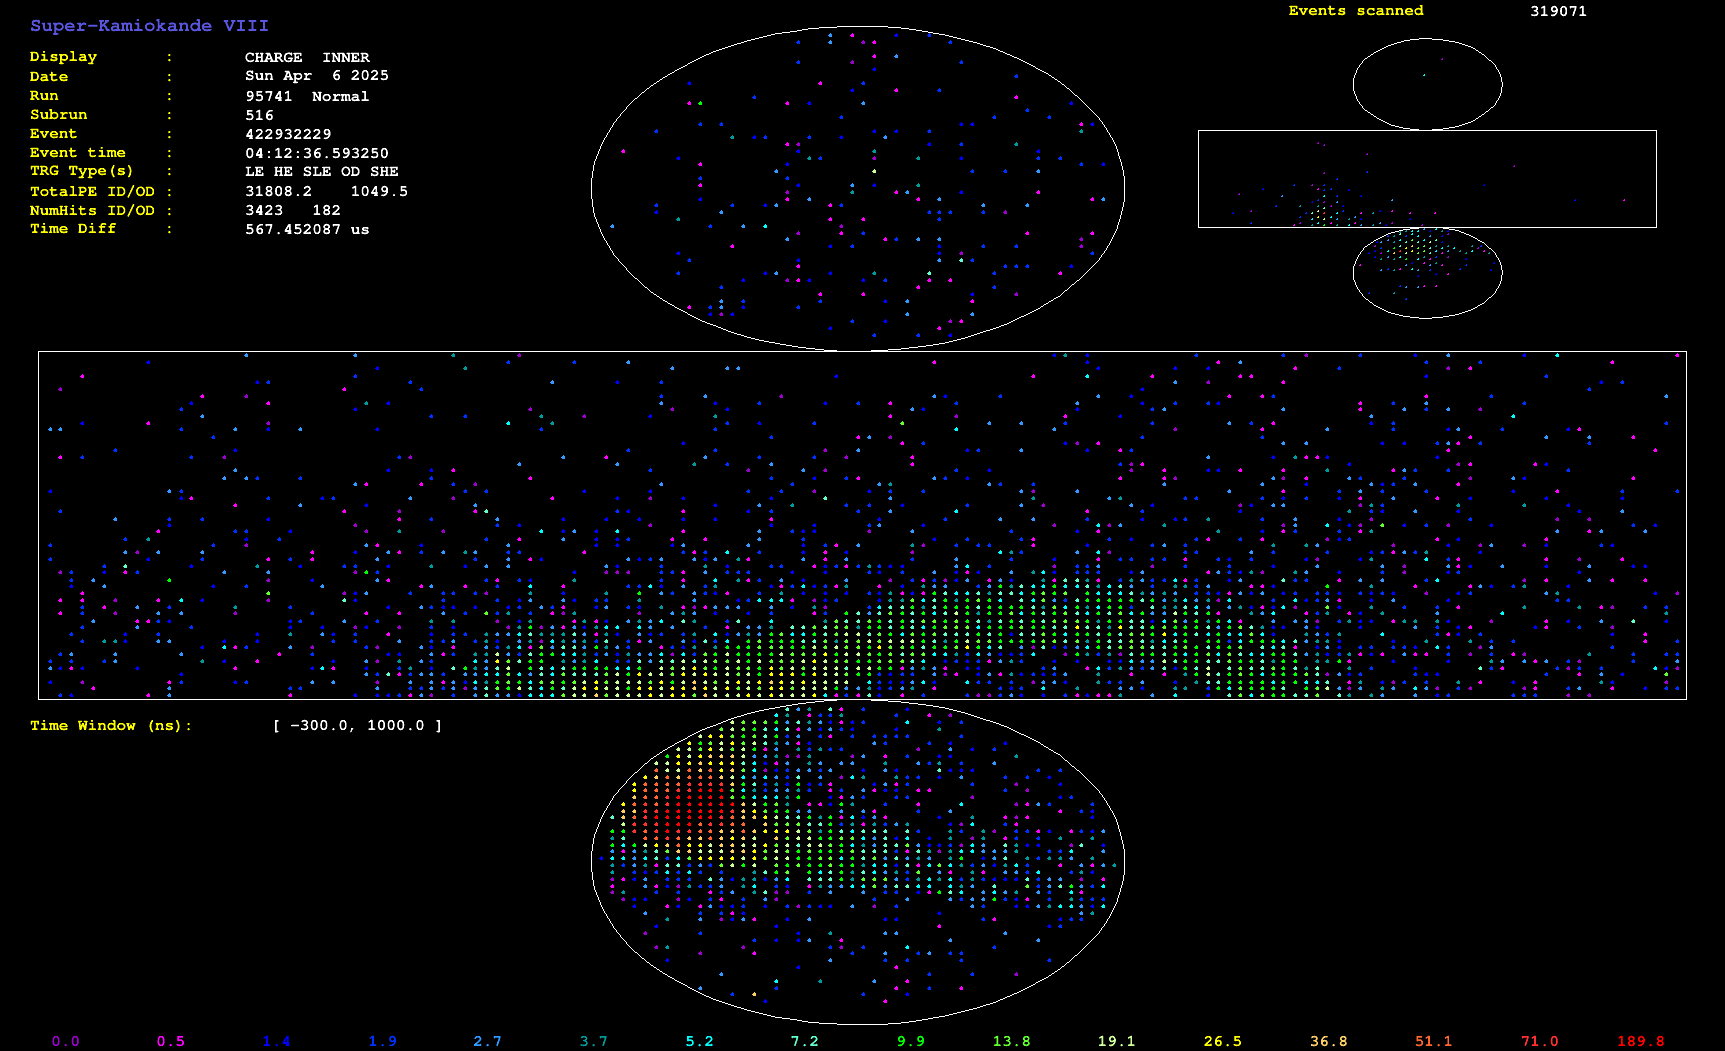 Super-Kamiokande VIII
Events scanned 319071
Display : CHARGE INNER
Date : Sun Apr 6 2025
Run : 95741 Normal
Subrun : 516
Event : 422932229
Event time : 04:12:36.593250
TRG Type(s) : LE HE SLE OD SHE
TotalPE ID/OD : 31808.2 1049.5
NumHits ID/OD : 3423 182
Time Diff : 567.452087 us
Time Window (ns): [ -300.0, 1000.0 ]
0.0 0.5 1.4 1.9 2.7 3.7 5.2 7.2 9.9 13.8 19.1 26.5 36.8 51.1 71.0 189.8